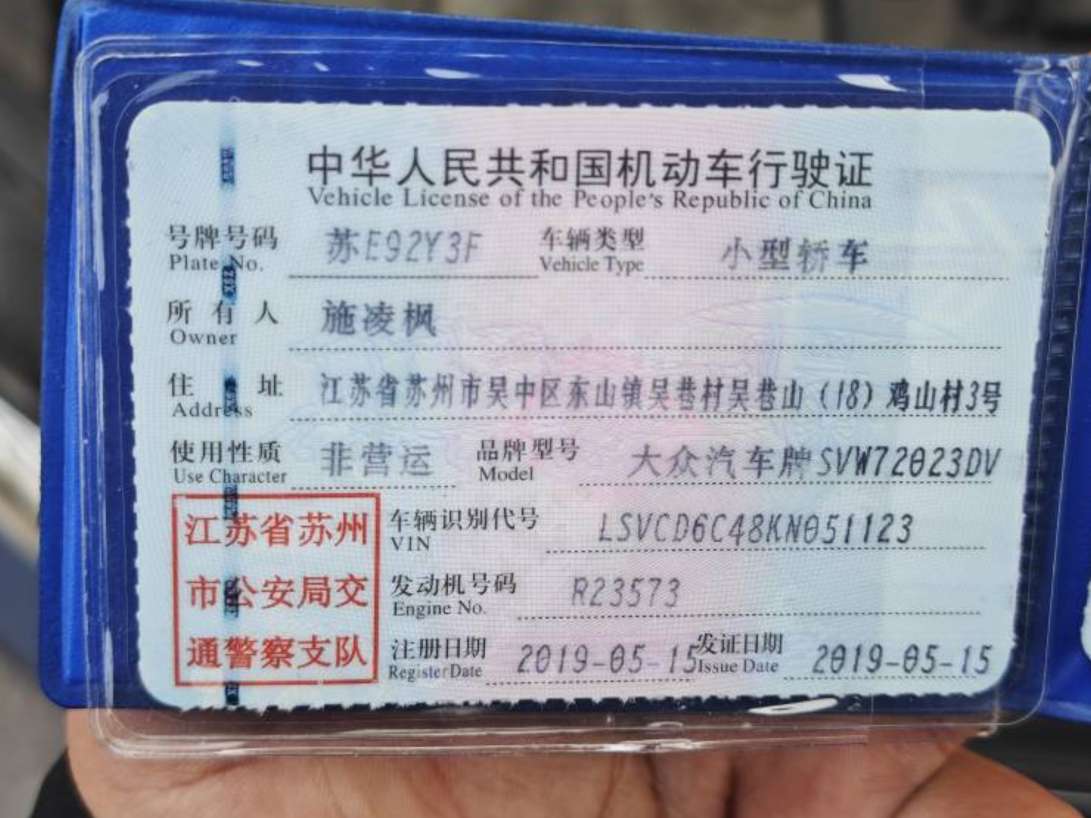 中华人民共和国机动车行驶证
Vehicle License of the People's Republic of China
号牌号码 苏E92Y3F 车辆类型 小型轿车
Plate No. Vehicle Type
所有人 施凌枫
Owner
住址 江苏省苏州市吴中区东山镇吴巷村吴巷山（18）鸡山村3号
Address
使用性质 非营运 品牌型号 大众汽车牌SVW72023DV
Use Character Model
江苏省苏州
市公安局交
通警察支队
车辆识别代号 LSVCD6C48KN051123
VIN
发动机号码 R23573
Engine No.
注册日期 2019-05-15 发证日期 2019-05-15
Register Date Issue Date